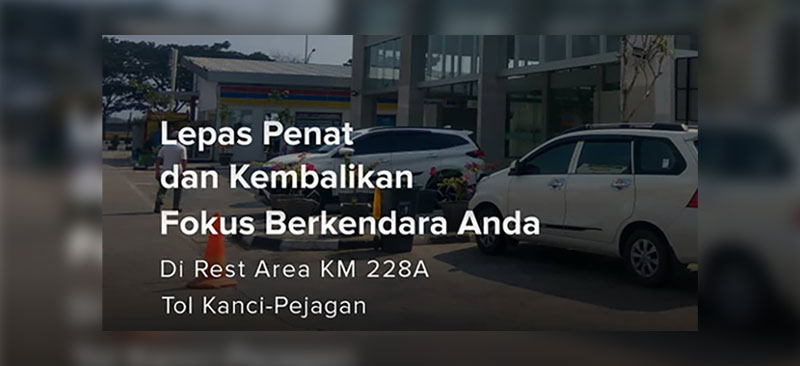 Lepas Penat
dan Kembalikan
Fokus Berkendara Anda
Di Rest Area KM 228A
Tol Kanci-Pejagan